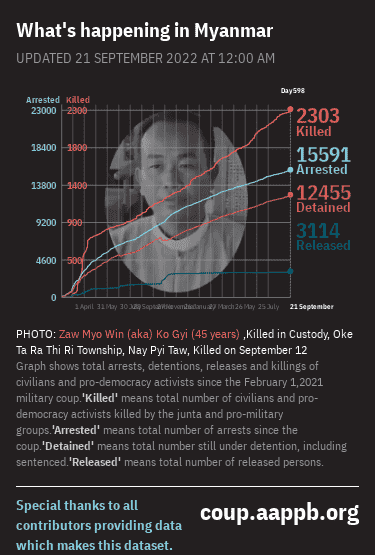 What's happening in Myanmar
UPDATED 21 SEPTEMBER 2022 AT 12:00 AM
Day 598
Arrested Killed
23000 2300
18400 1800
13800 1400
9200 900
4600 500
0
2303
Killed
15591
Arrested
12455
Detained
3114
Released
1 April 31 May 26 May 25 July 21 September
PHOTO: Zaw Myo Win (aka) Ko Gyi (45 years) ,Killed in Custody, Oke
Ta Ra Thi Ri Township, Nay Pyi Taw, Killed on September 12
Graph shows total arrests, detentions, releases and killings of
civilians and pro-democracy activists since the February 1,2021
military coup.'Killed' means total number of civilians and pro-
democracy activists killed by the junta and pro-military
groups.'Arrested' means total number of arrests since the
coup.'Detained' means total number still under detention, including
sentenced.'Released' means total number of released persons.
Special thanks to all
contributors providing data
which makes this dataset.
coup.aappb.org